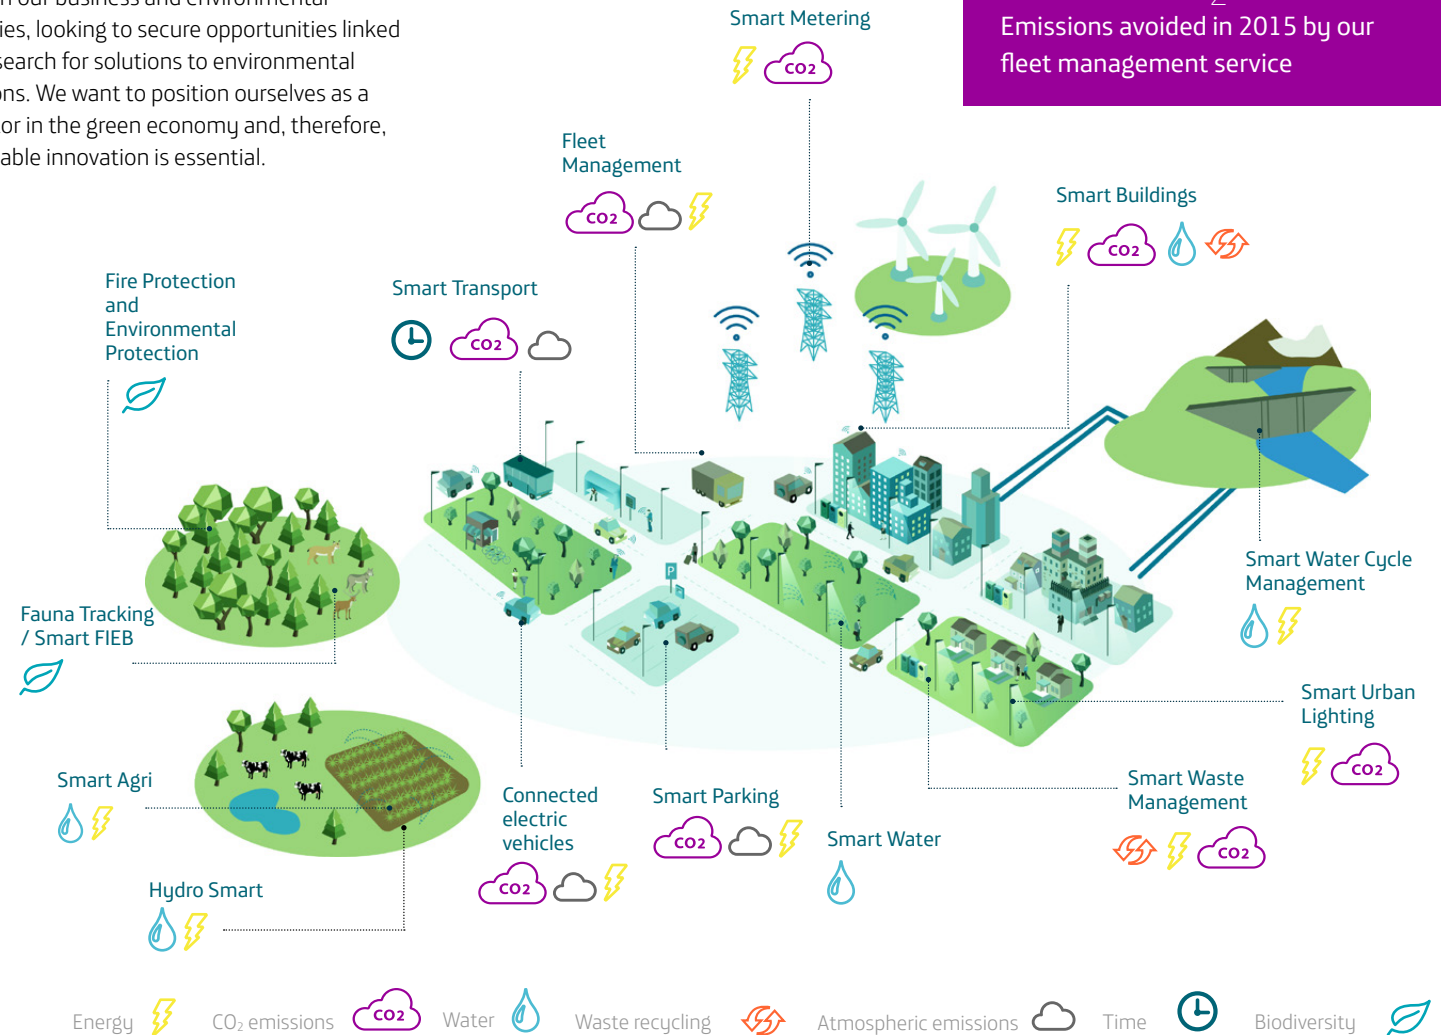 ies, looking to secure opportunities linked
search for solutions to environmental
ons. We want to position ourselves as a
or in the green economy and, therefore,
able innovation is essential.
Emissions avoided in 2015 by our
fleet management service
Smart Metering
CO2
Fleet
Management
CO2
Smart Buildings
CO2
Fire Protection
and
Environmental
Protection
Smart Transport
CO2
P
Smart Water Cycle
Management
Fauna Tracking
/ Smart FIEB
Smart Urban
Lighting
CO2
Smart Agri
Connected
electric
vehicles
CO2
Smart Parking
CO2
Smart Water
Smart Waste
Management
CO2
Hydro Smart
Energy
CO₂ emissions
CO2
Water
Waste recycling
Atmospheric emissions
Time
Biodiversity